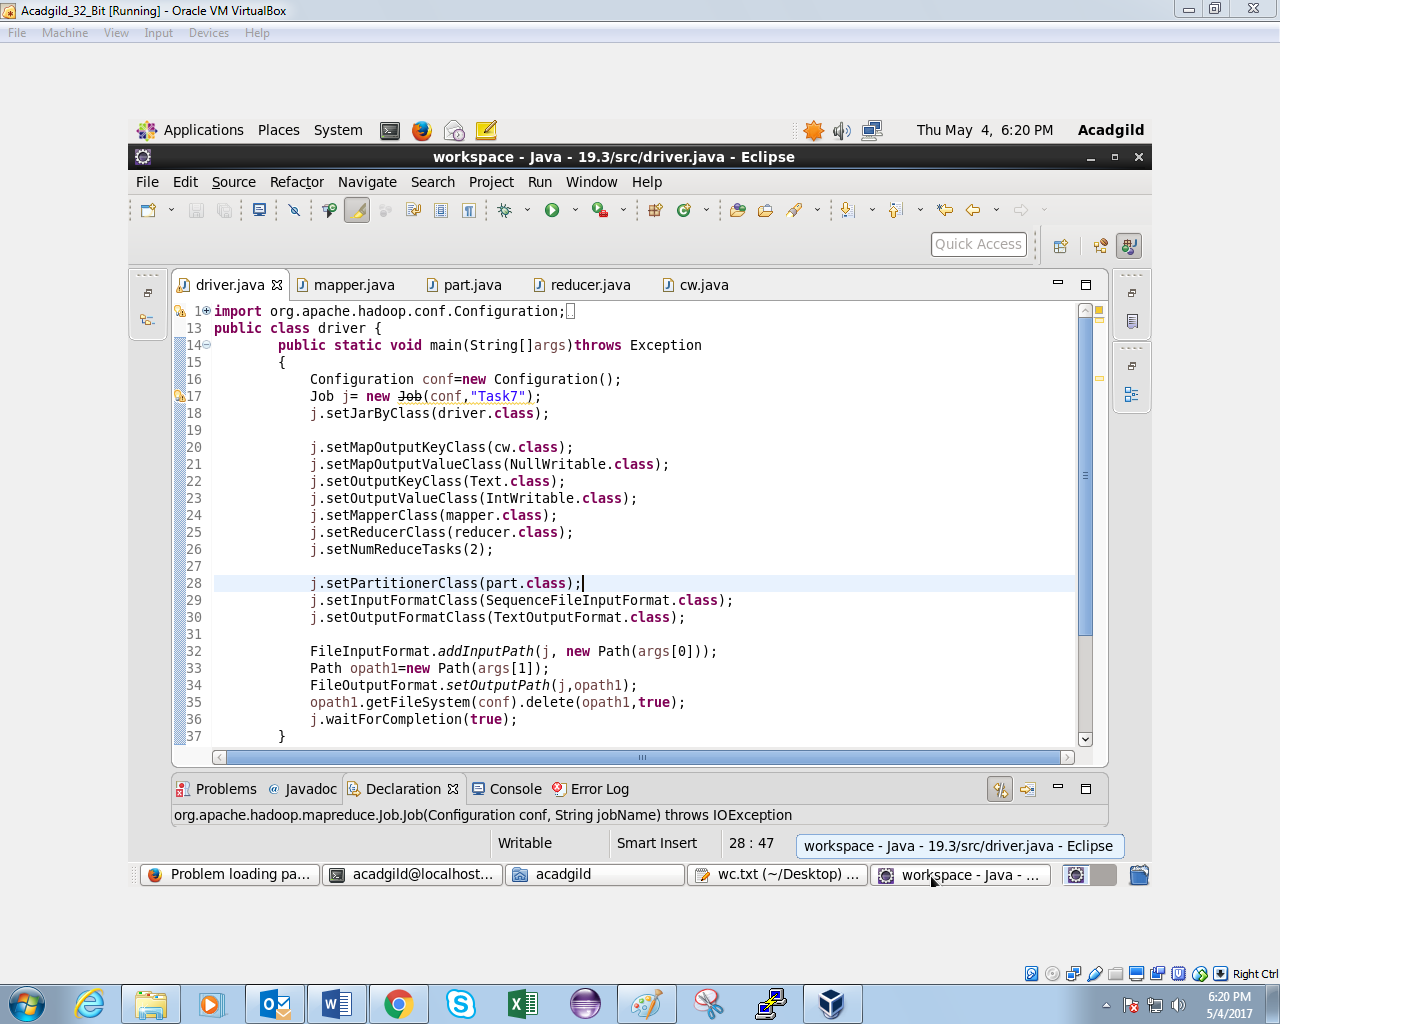 Acadgild_32_Bit [Running] - Oracle VM VirtualBox
File Machine View Input Devices Help
Applications Places System Thu May 4, 6:20 PM Acadgild
workspace - Java - 19.3/src/driver.java - Eclipse
File Edit Source Refactor Navigate Search Project Run Window Help
Quick Access
driver.java mapper.java part.java reducer.java cw.java
1 import org.apache.hadoop.conf.Configuration;
13 public class driver {
14 public static void main(String[]args)throws Exception
15 {
16 Configuration conf=new Configuration();
17 Job j= new Job(conf,"Task7");
18 j.setJarByClass(driver.class);
19
20 j.setMapOutputKeyClass(cw.class);
21 j.setMapOutputValueClass(NullWritable.class);
22 j.setOutputKeyClass(Text.class);
23 j.setOutputValueClass(IntWritable.class);
24 j.setMapperClass(mapper.class);
25 j.setReducerClass(reducer.class);
26 j.setNumReduceTasks(2);
27
28 j.setPartitionerClass(part.class);
29 j.setInputFormatClass(SequenceFileInputFormat.class);
30 j.setOutputFormatClass(TextOutputFormat.class);
31
32 FileInputFormat.addInputPath(j, new Path(args[0]));
33 Path opath1=new Path(args[1]);
34 FileOutputFormat.setOutputPath(j,opath1);
35 opath1.getFileSystem(conf).delete(opath1,true);
36 j.waitForCompletion(true);
37 }
Problems @ Javadoc Declaration Console Error Log
org.apache.hadoop.mapreduce.Job.Job(Configuration conf, String jobName) throws IOException
Writable Smart Insert 28 : 47 workspace - Java - 19.3/src/driver.java - Eclipse
Problem loading pa... acadgild@localhost... acadgild wc.txt (~/Desktop) ... workspace - Java - ...
Right Ctrl
6:20 PM
5/4/2017